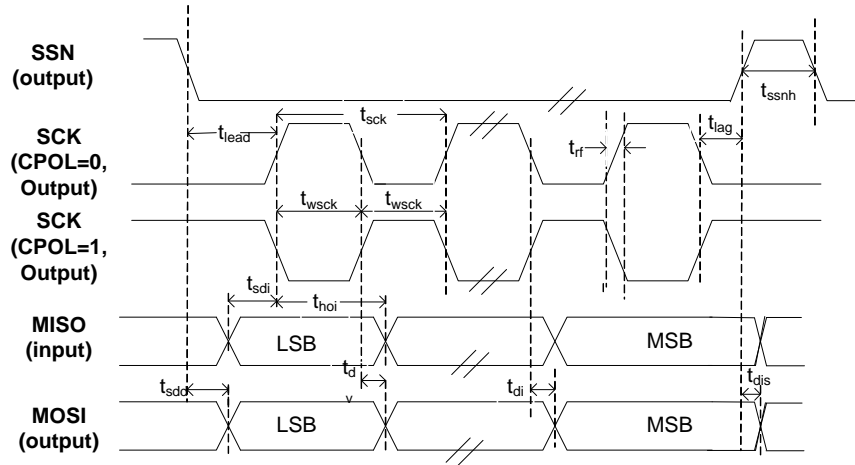 SSN
(output)
t_ssnh
SCK
(CPOL=0,
Output)
t_lead
t_sck
t_rf
t_lag
t_wsck
t_wsck
SCK
(CPOL=1,
Output)
t_sdi
t_hoi
MISO
(input)
LSB
MSB
t_sdd
t_d
v
t_di
t_dis
MOSI
(output)
LSB
MSB